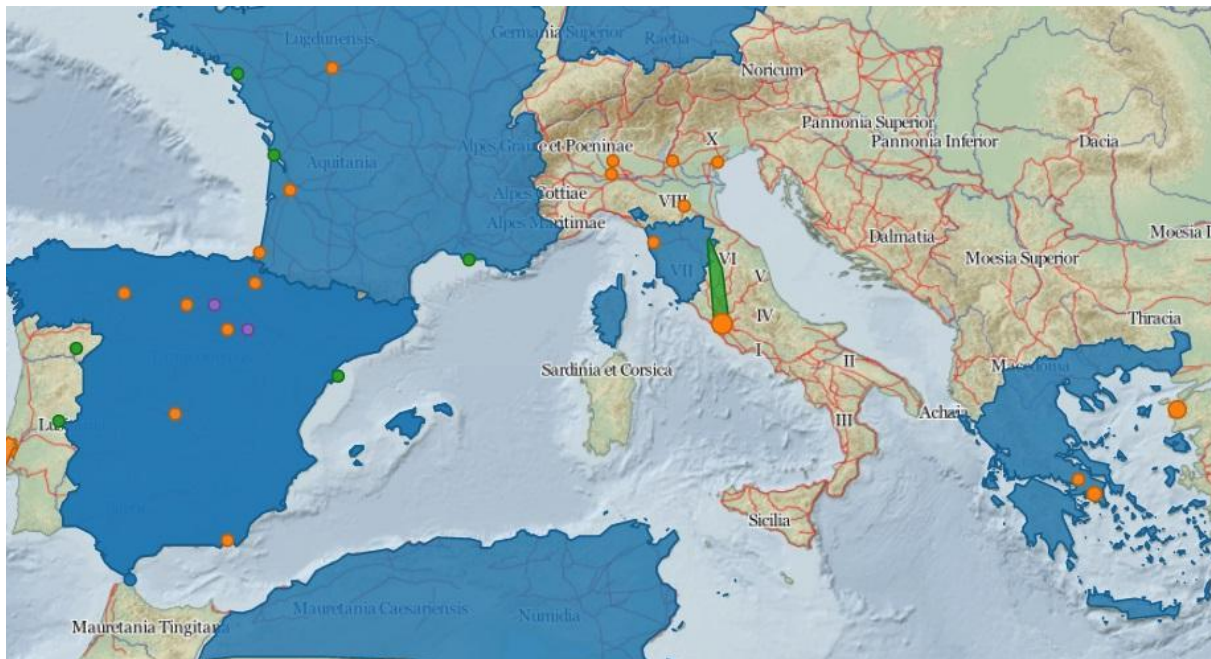 Lugdunensis
Germania Superior
Raetia
Noricum
Pannonia Superior
Pannonia Inferior
Dacia
X
Alpes Graiae et Poeninae
Aquitania
Alpes Cottiae
VIII
Alpes Maritimae
Dalmatia
Moesia Superior
Moesia I
VII
VI
V
IV
Thracia
I
II
Macedonia
Sardinia et Corsica
Achaia
III
Sicilia
Mauretania Caesariensis
Numidia
Mauretania Tingitana